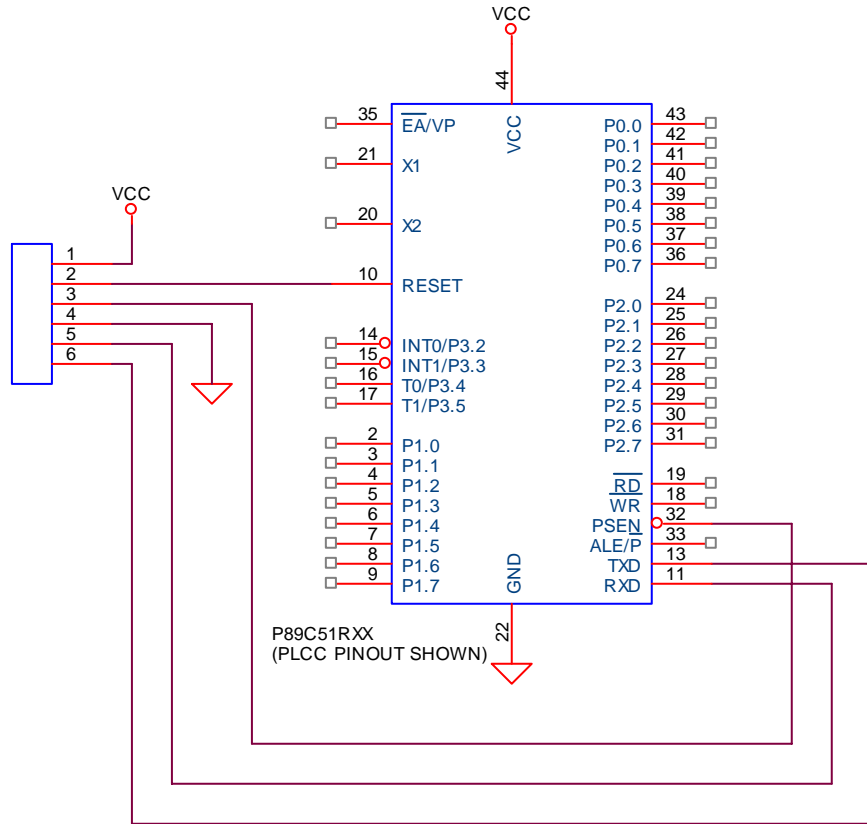 VCC
44
VCC
35
EA/VP
21
X1
20
X2
10
RESET
14
INT0/P3.2
15
INT1/P3.3
16
T0/P3.4
17
T1/P3.5
2
P1.0
3
P1.1
4
P1.2
5
P1.3
6
P1.4
7
P1.5
8
P1.6
9
P1.7
P0.0
43
P0.1
42
P0.2
41
P0.3
40
P0.4
39
P0.5
38
P0.6
37
P0.7
36
P2.0
24
P2.1
25
P2.2
26
P2.3
27
P2.4
28
P2.5
29
P2.6
30
P2.7
31
RD
19
WR
18
PSEN
32
ALE/P
33
TXD
13
RXD
11
GND
22
VCC
1
2
3
4
5
6
P89C51RXX
(PLCC PINOUT SHOWN)